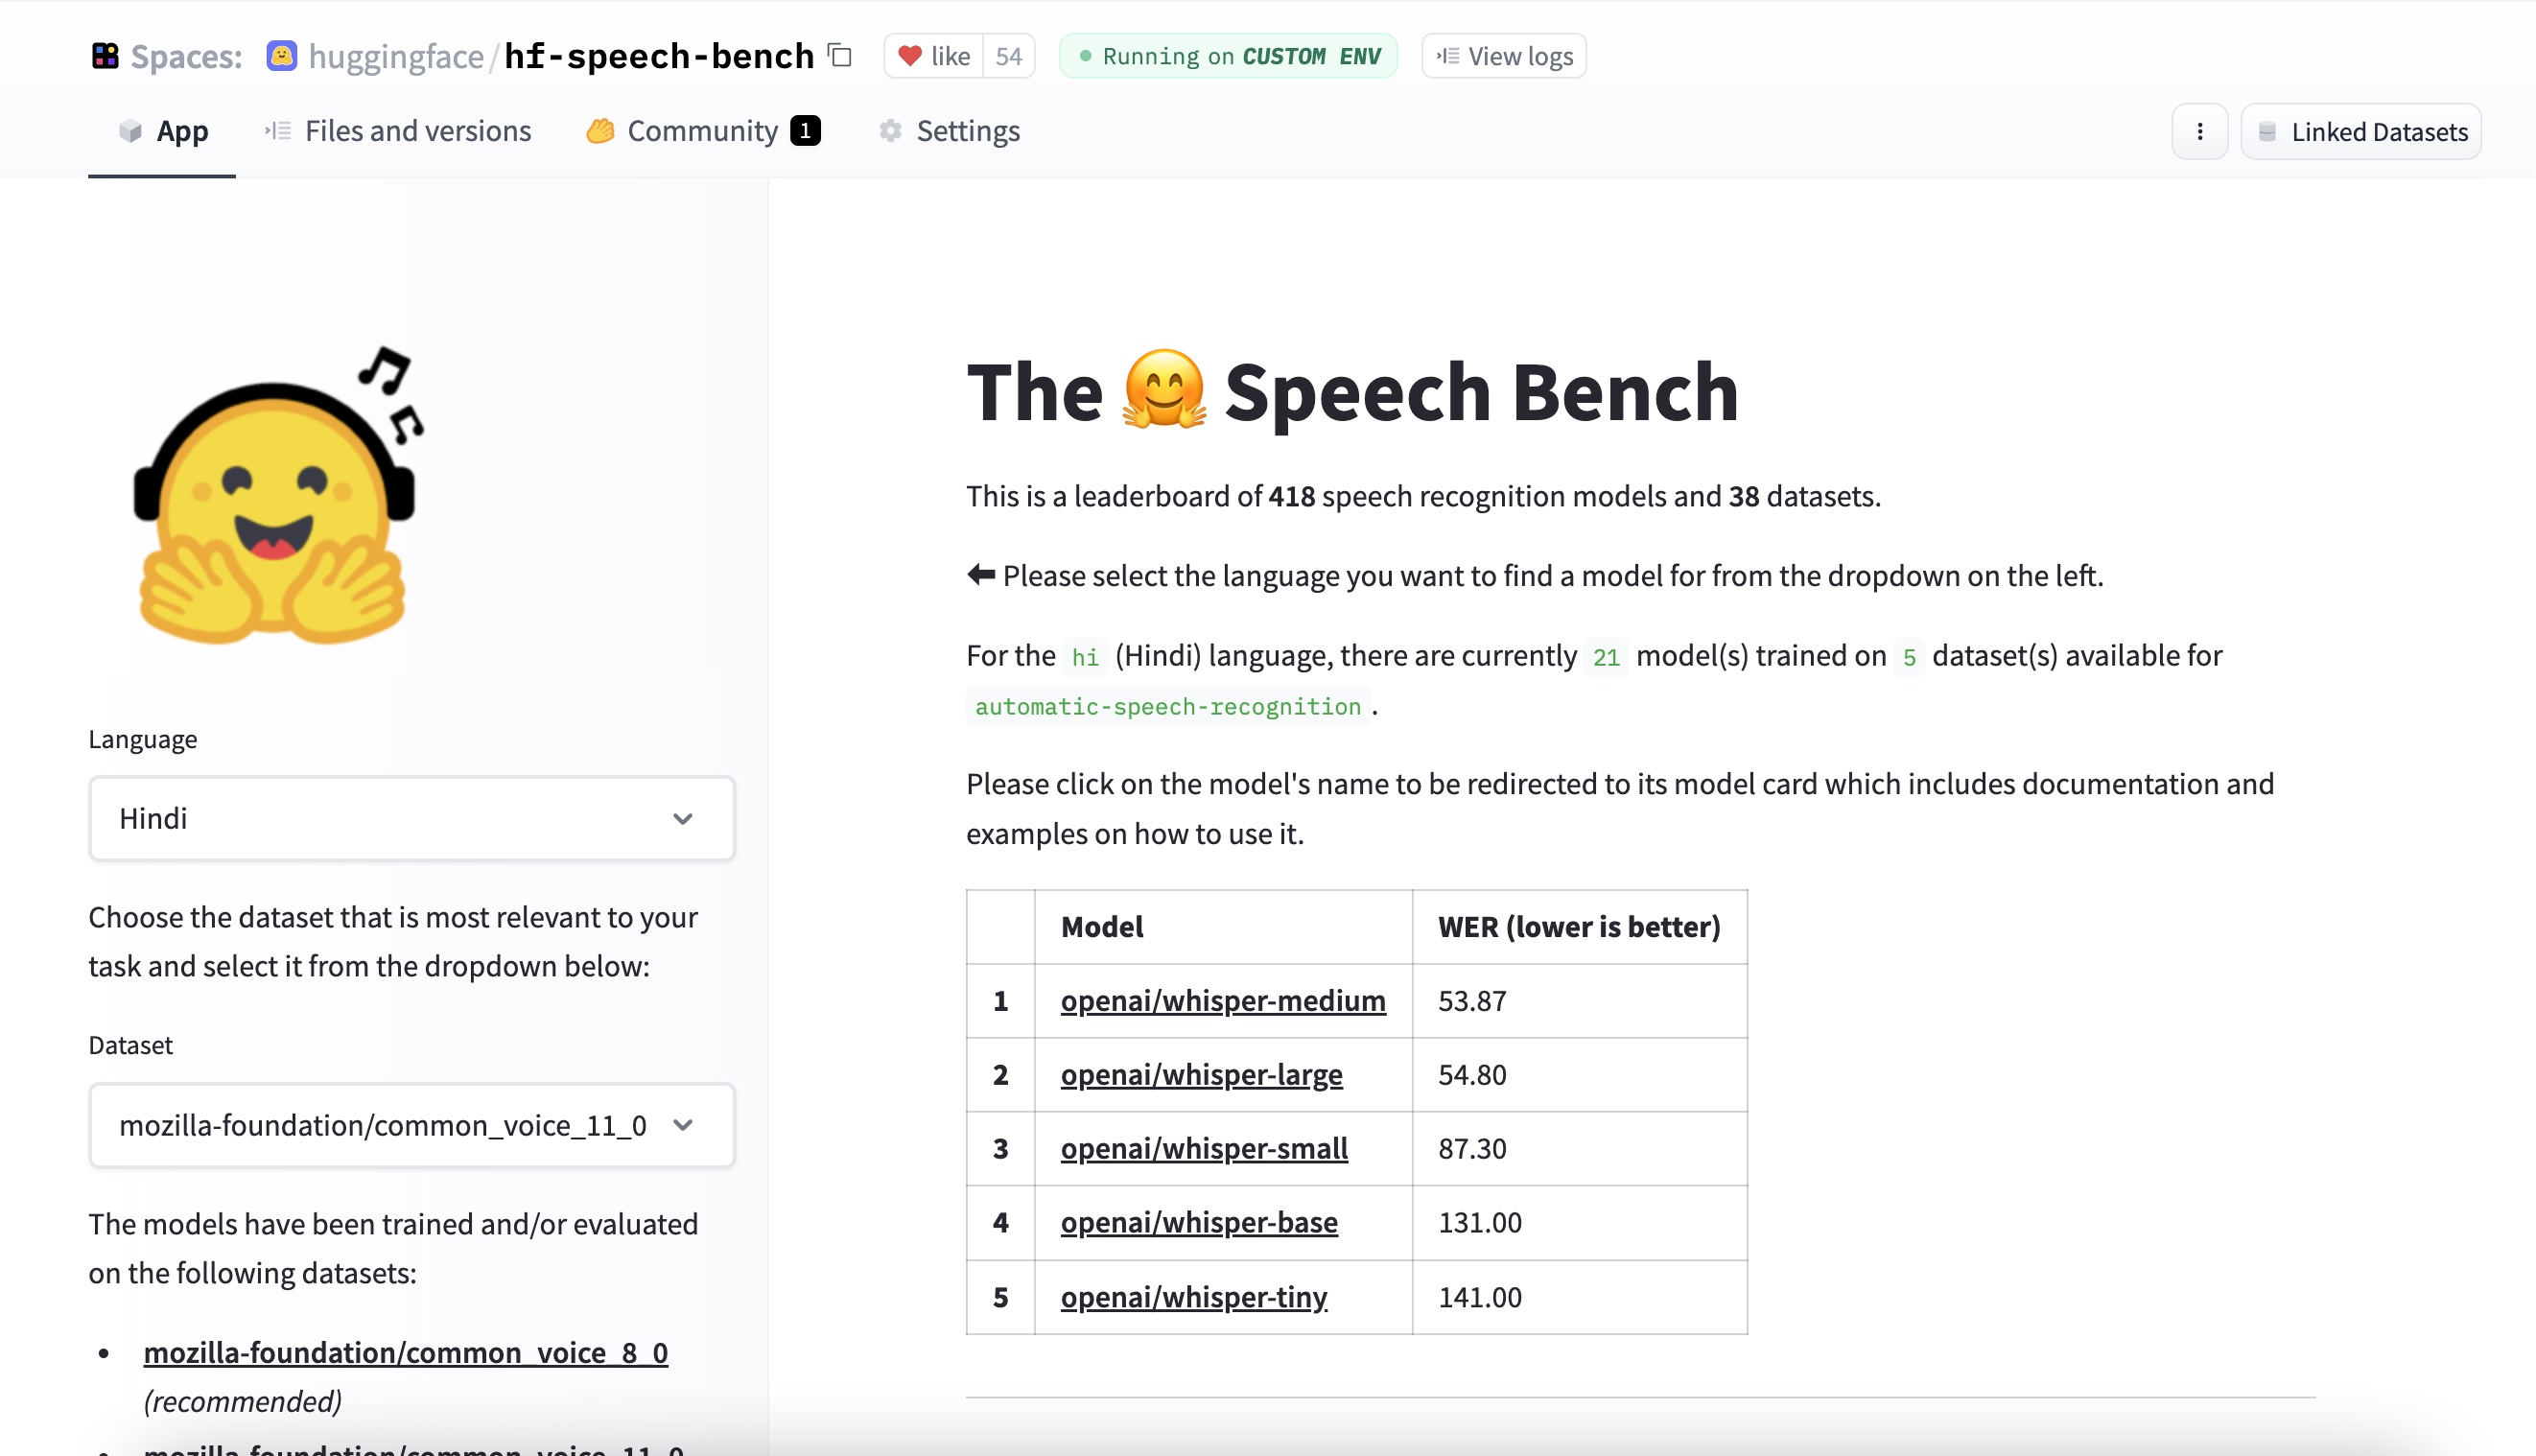 Spaces: huggingface/hf-speech-bench like 54 Running on CUSTOM ENV View logs
App Files and versions Community 1 Settings Linked Datasets
Language
Hindi
Choose the dataset that is most relevant to your
task and select it from the dropdown below:
Dataset
mozilla-foundation/common_voice_11_0
The models have been trained and/or evaluated
on the following datasets:
• mozilla-foundation/common_voice_8_0
(recommended)
• mozilla-foundation/common_voice_11_0
The 🤗 Speech Bench
This is a leaderboard of 418 speech recognition models and 38 datasets.
⬅ Please select the language you want to find a model for from the dropdown on the left.
For the hi (Hindi) language, there are currently 21 model(s) trained on 5 dataset(s) available for
automatic-speech-recognition .
Please click on the model's name to be redirected to its model card which includes documentation and
examples on how to use it.
Model WER (lower is better)
1 openai/whisper-medium 53.87
2 openai/whisper-large 54.80
3 openai/whisper-small 87.30
4 openai/whisper-base 131.00
5 openai/whisper-tiny 141.00